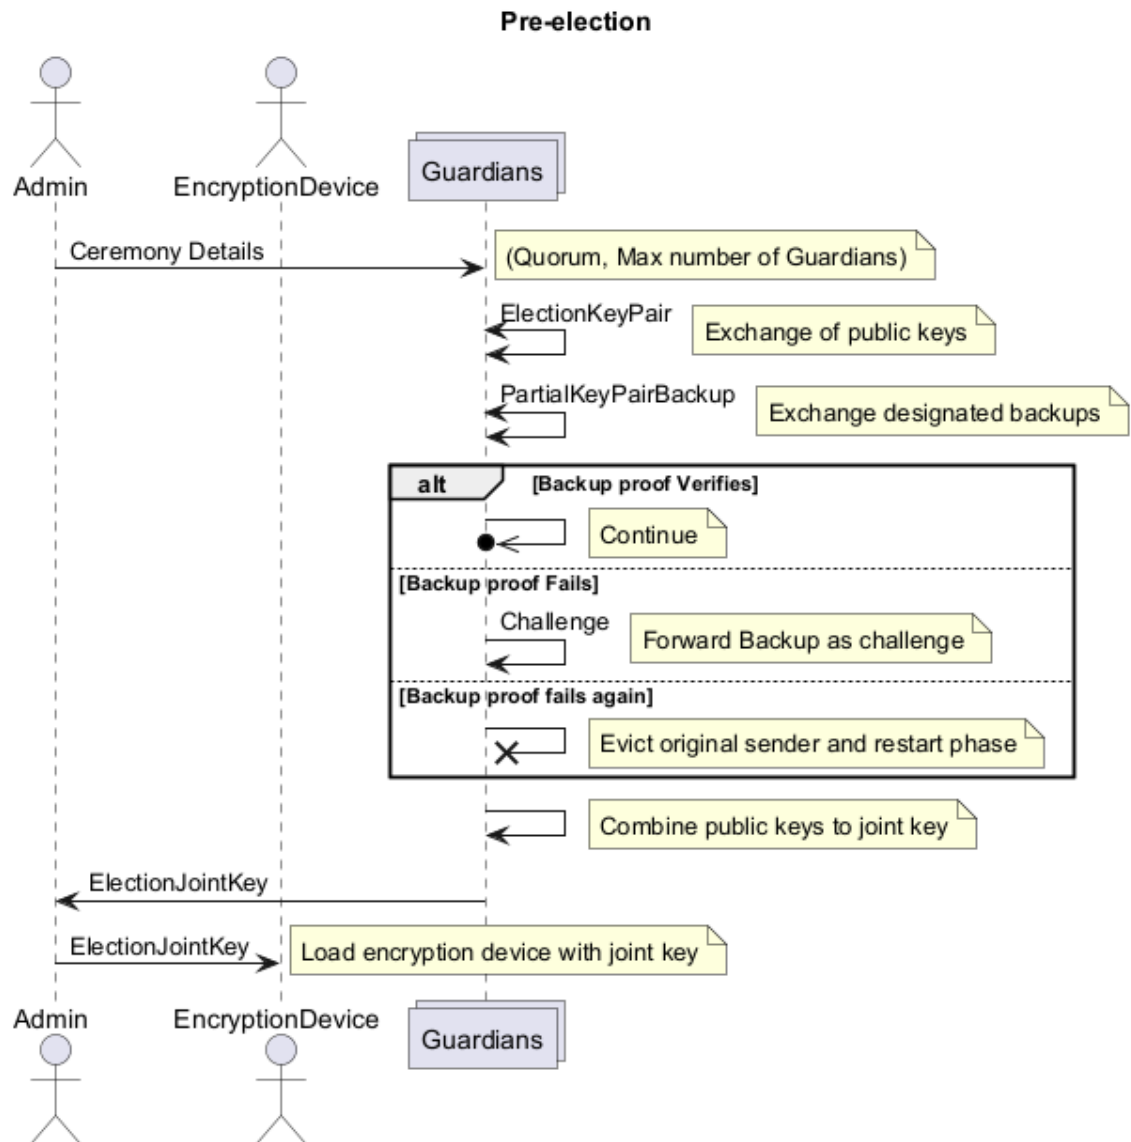 Pre-election
Admin
EncryptionDevice
Guardians
Ceremony Details
(Quorum, Max number of Guardians)
ElectionKeyPair
Exchange of public keys
PartialKeyPairBackup
Exchange designated backups
alt
[Backup proof Verifies]
Continue
[Backup proof Fails]
Challenge
Forward Backup as challenge
[Backup proof fails again]
Evict original sender and restart phase
Combine public keys to joint key
ElectionJointKey
ElectionJointKey
Load encryption device with joint key
Admin
EncryptionDevice
Guardians